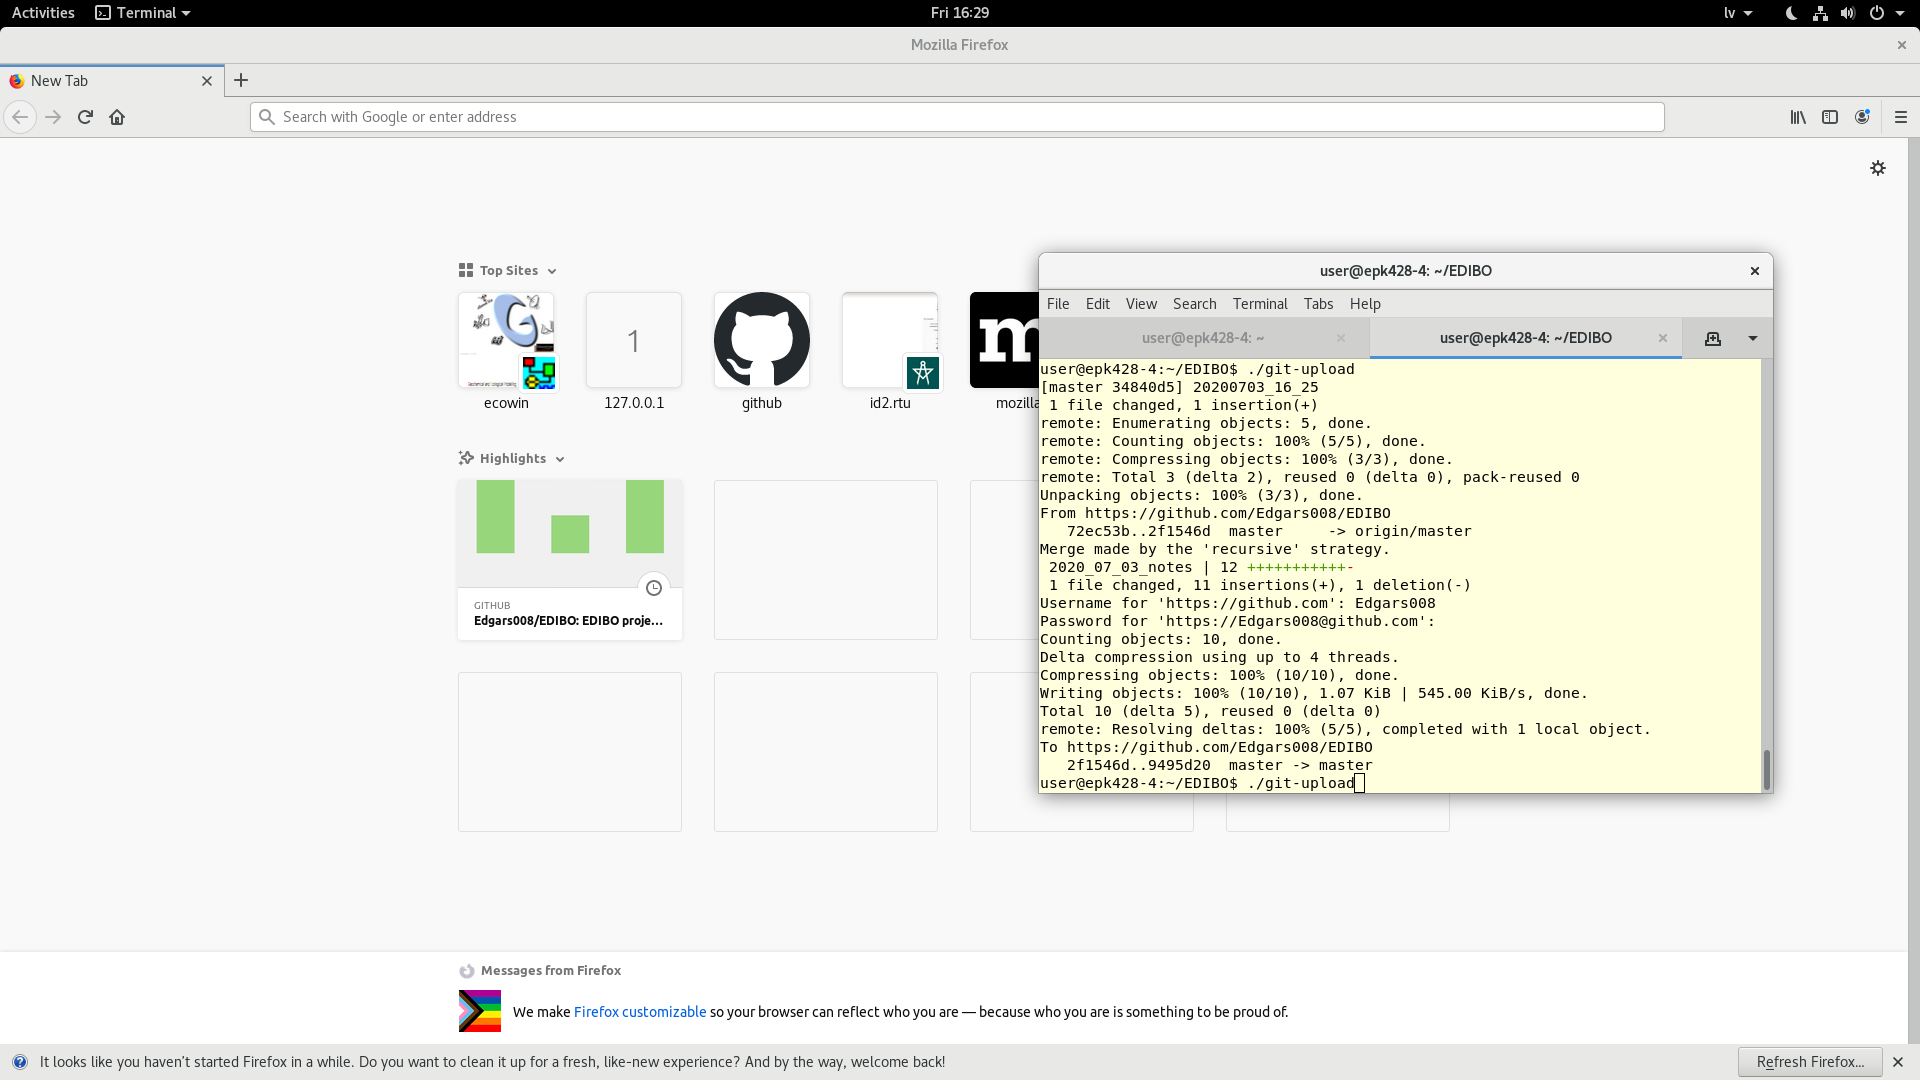 Activities
Terminal
Fri 16:29
lv
Mozilla Firefox
New Tab
Search with Google or enter address
Top Sites
1
m
ecowin
127.0.0.1
github
id2.rtu
mozilla
Highlights
GITHUB
Edgars008/EDIBO: EDIBO proje...
user@epk428-4: ~/EDIBO
File Edit View Search Terminal Tabs Help
user@epk428-4: ~
user@epk428-4: ~/EDIBO
user@epk428-4:~/EDIBO$ ./git-upload
[master 34840d5] 20200703_16_25
1 file changed, 1 insertion(+)
remote: Enumerating objects: 5, done.
remote: Counting objects: 100% (5/5), done.
remote: Compressing objects: 100% (3/3), done.
remote: Total 3 (delta 2), reused 0 (delta 0), pack-reused 0
Unpacking objects: 100% (3/3), done.
From https://github.com/Edgars008/EDIBO
72ec53b..2f1546d  master     -> origin/master
Merge made by the 'recursive' strategy.
2020_07_03_notes | 12 +++++++++++-
1 file changed, 11 insertions(+), 1 deletion(-)
Username for 'https://github.com': Edgars008
Password for 'https://Edgars008@github.com':
Counting objects: 10, done.
Delta compression using up to 4 threads.
Compressing objects: 100% (10/10), done.
Writing objects: 100% (10/10), 1.07 KiB | 545.00 KiB/s, done.
Total 10 (delta 5), reused 0 (delta 0)
remote: Resolving deltas: 100% (5/5), completed with 1 local object.
To https://github.com/Edgars008/EDIBO
2f1546d..9495d20  master -> master
user@epk428-4:~/EDIBO$ ./git-upload
Messages from Firefox
We make Firefox customizable so your browser can reflect who you are — because who you are is something to be proud of.
It looks like you haven't started Firefox in a while. Do you want to clean it up for a fresh, like-new experience? And by the way, welcome back!
Refresh Firefox...